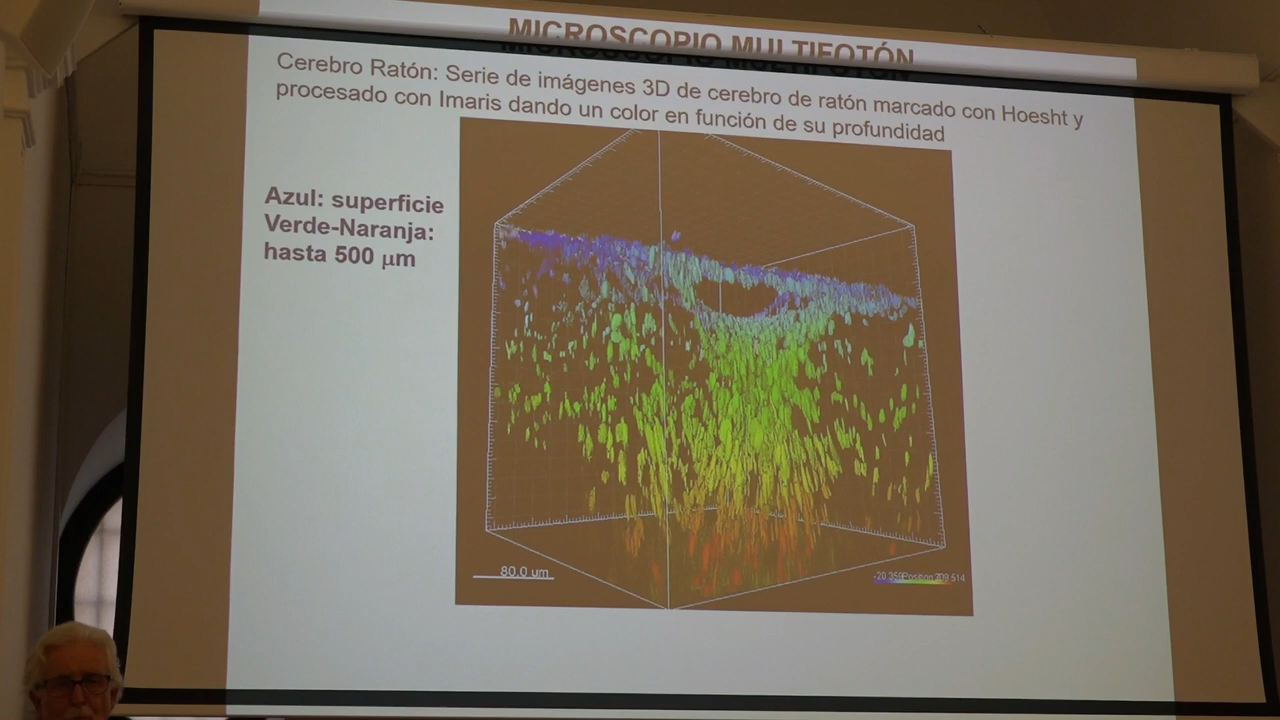 MICROSCOPIO MULTIFOTÓN
Cerebro Ratón: Serie de imágenes 3D de cerebro de ratón marcado con Hoesht y
procesado con Imaris dando un color en función de su profundidad
Azul: superficie
Verde-Naranja:
hasta 500 μm
80.0 um